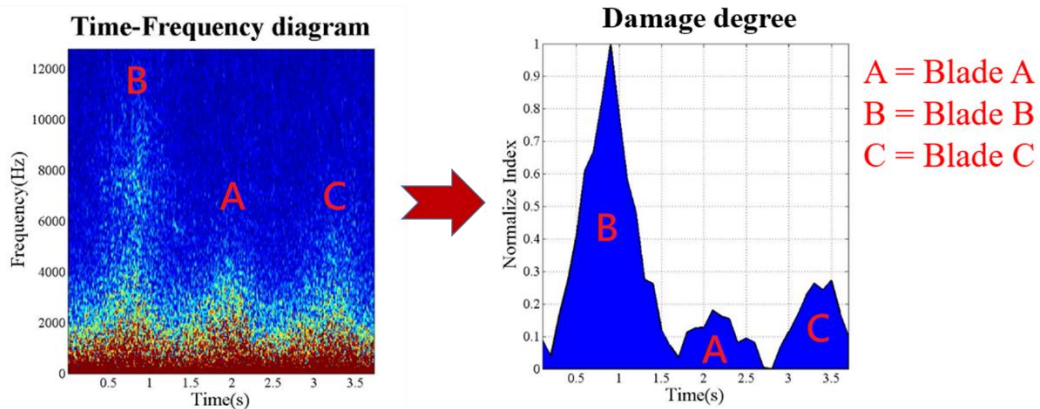 Time-Frequency diagram
Frequency(Hz)
12000
10000
8000
6000
4000
2000
0
B
A
C
0.5 1 1.5 2 2.5 3 3.5
Time(s)
Damage degree
Normalize Index
1
0.9
0.8
0.7
0.6
0.5
0.4
0.3
0.2
0.1
0
B
A
C
0.5 1 1.5 2 2.5 3 3.5
Time(s)
A = Blade A
B = Blade B
C = Blade C